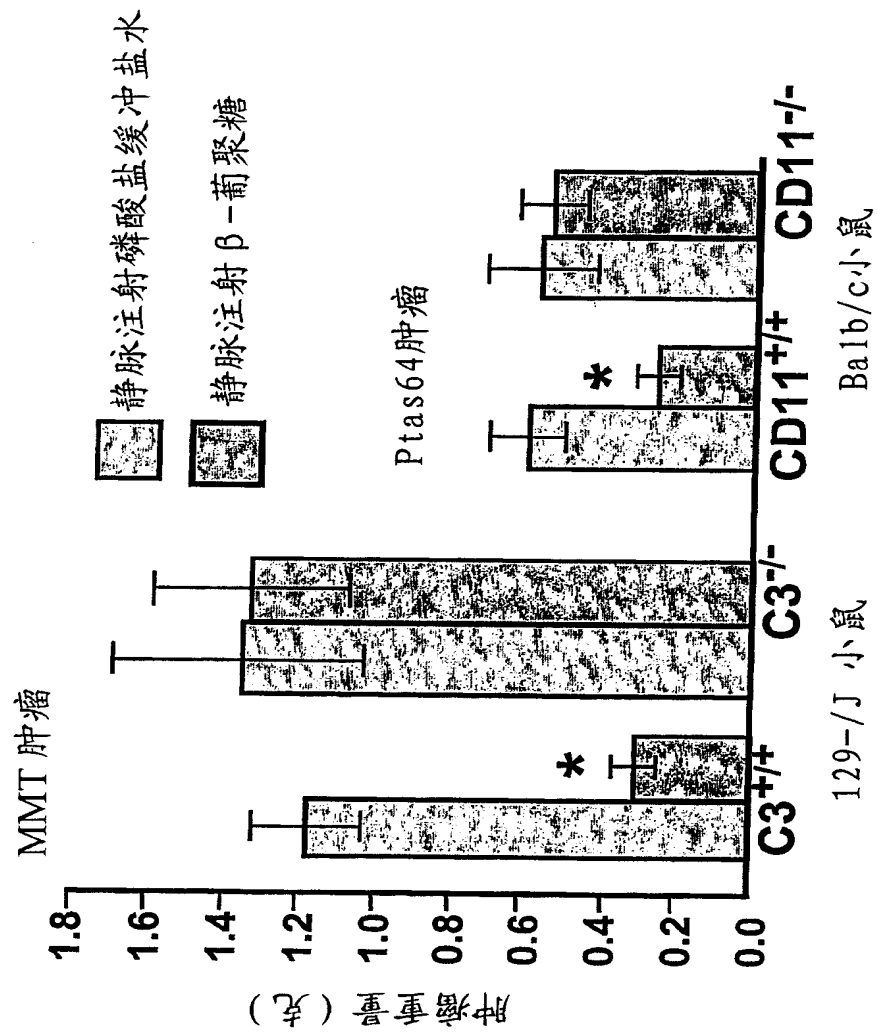 MMT 肿瘤
静脉注射磷酸盐缓冲盐水
静脉注射 β-葡聚糖
Ptas64肿瘤
肿瘤重量(克)
1.8
1.6
1.4
1.2
1.0
0.8
0.6
0.4
0.2
0.0
*
*
C3+/+
C3-/-
CD11+/+
CD11-/-
129-/J 小鼠
Balb/c小鼠